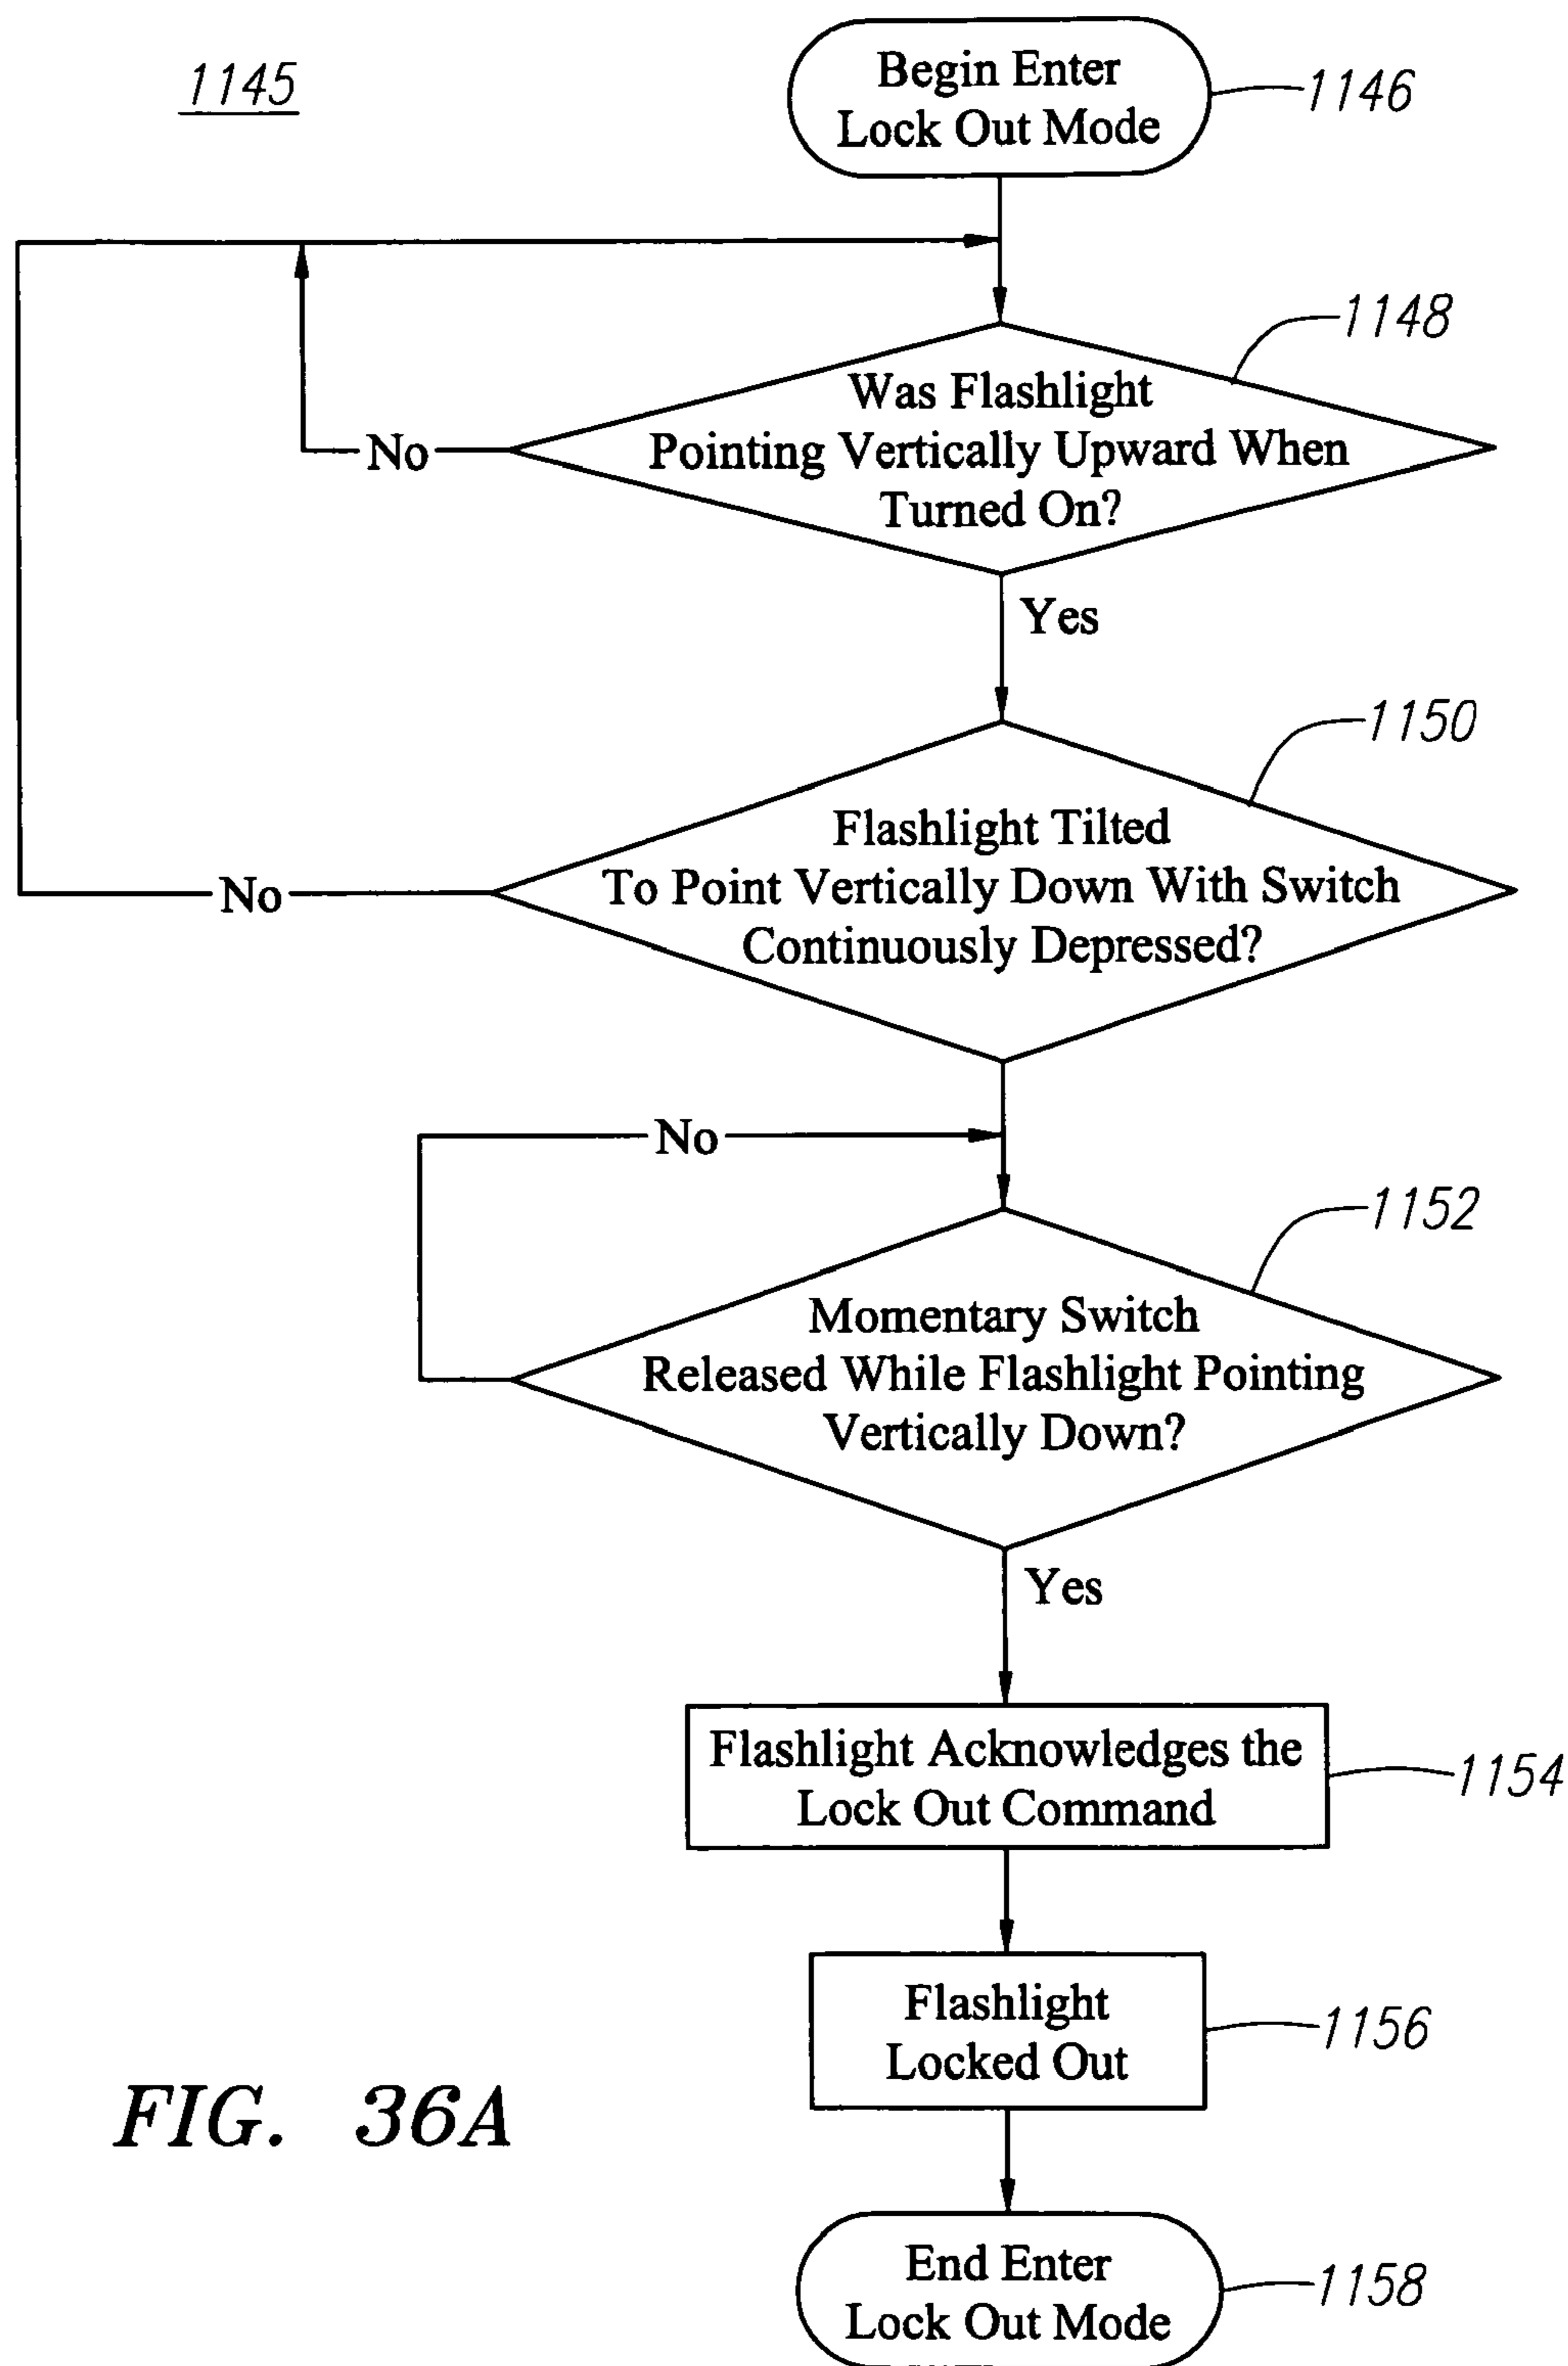 1145
Begin Enter
Lock Out Mode
1146
1148
Was Flashlight
Pointing Vertically Upward When
Turned On?
No
Yes
1150
Flashlight Tilted
To Point Vertically Down With Switch
Continuously Depressed?
No
No
1152
Momentary Switch
Released While Flashlight Pointing
Vertically Down?
Yes
Flashlight Acknowledges the
Lock Out Command
1154
Flashlight
Locked Out
1156
FIG. 36A
End Enter
Lock Out Mode
1158